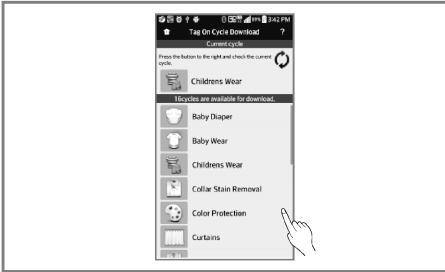 89% 3:42 PM
Tag On Cycle Download ?
Current cycle
Press the button to the right and check the current
cycle.
Childrens Wear
16cycles are available for download.
Baby Diaper
Baby Wear
Childrens Wear
Collar Stain Removal
Color Protection
Curtains